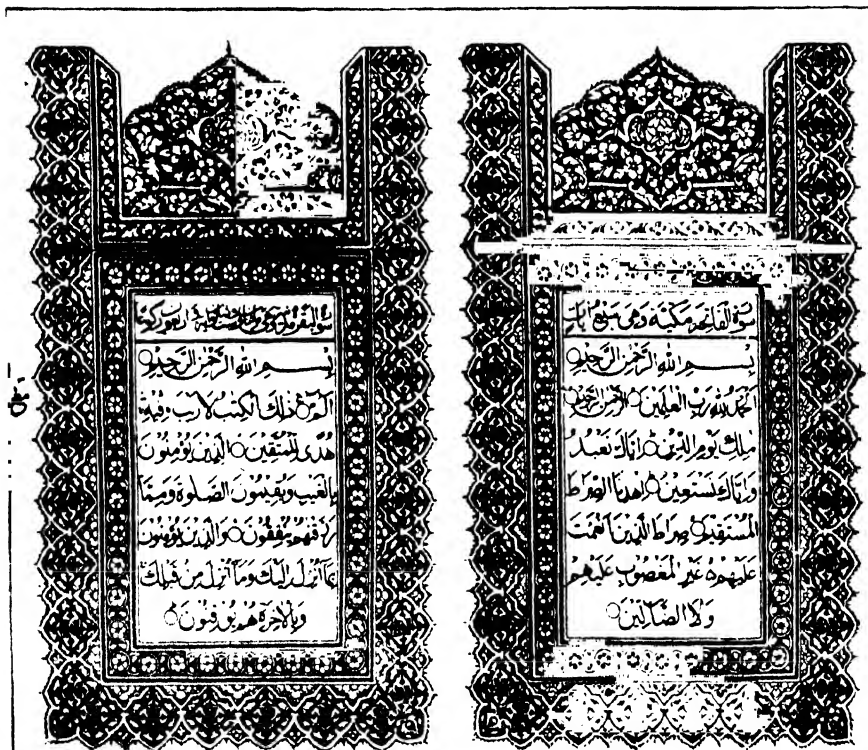 سورة الفاتحة مكية وهي سبع آيات
بسم الله الرحمن الرحيم
الحمد لله رب العلمين ○ الرحمن الرحيم ○
ملك يوم الدين ○ اياك نعبد
واياك نستعين ○ اهدنا الصراط
المستقيم ○ صراط الذين انعمت
عليهم ○ غير المغضوب عليهم
ولا الضالين ○
سورة البقرة
بسم الله الرحمن الرحيم ○
الم ○ ذلك الكتب لا ريب فيه
هدى للمتقين ○ الذين يؤمنون
بالغيب ويقيمون الصلوة ومما
رزقنهم ينفقون ○ والذين يؤمنون
بما انزل اليك وما انزل من قبلك
وبالاخرة هم يوقنون ○